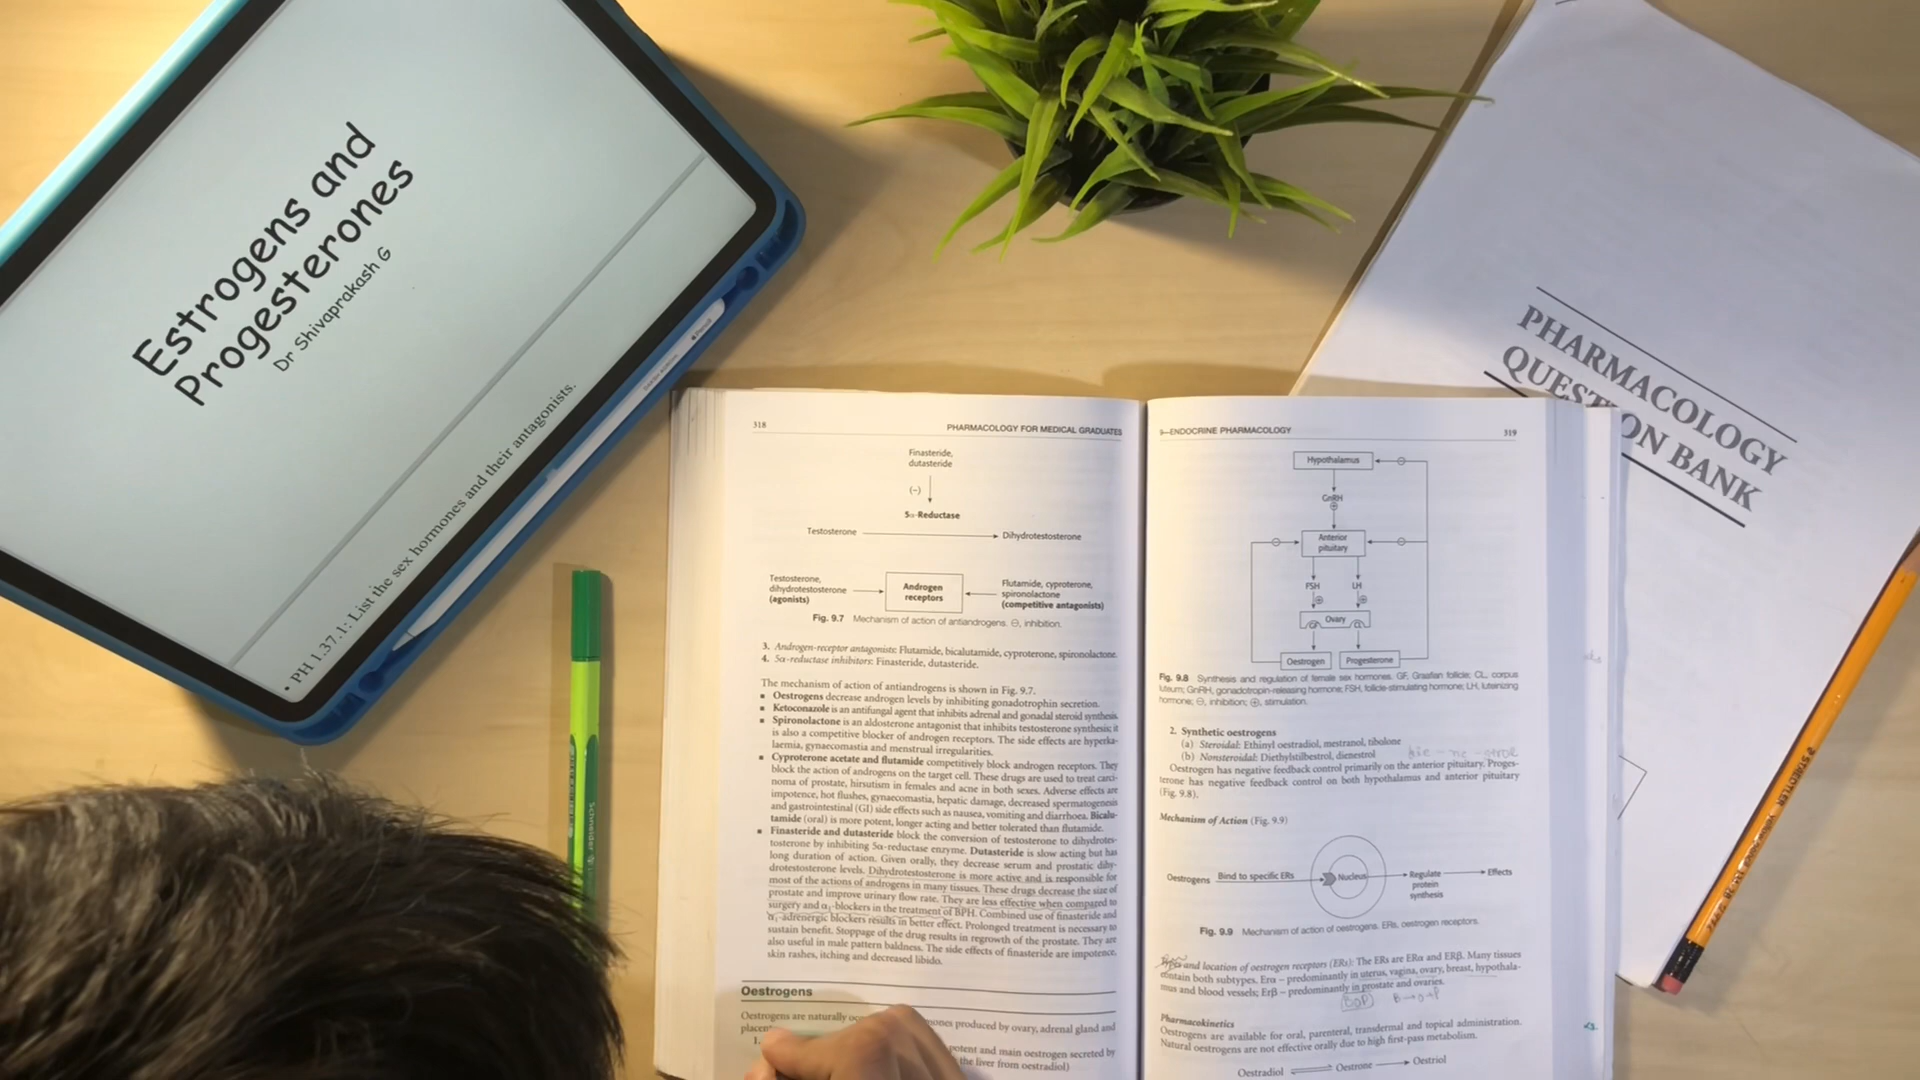 Estrogens and
Progesterones
Dr Shivaprakash G
• PH 1.37.1: List the sex hormones and their antagonists.
PHARMACOLOGY
QUEST ON BANK
318
PHARMACOLOGY FOR MEDICAL GRADUATES
Finasteride,
dutasteride
(−)
5α-Reductase
Testosterone
Dihydrotestosterone
Testosterone,
dihydrotestosterone
(agonists)
Androgen
receptors
Flutamide, cyproterone,
spironolactone
(competitive antagonists)
Fig. 9.7 Mechanism of action of antiandrogens. ⊖, inhibition.
3. Androgen-receptor antagonists: Flutamide, bicalutamide, cyproterone, spironolactone.
4. 5α-reductase inhibitors: Finasteride, dutasteride.
The mechanism of action of antiandrogens is shown in Fig. 9.7.
▪ Oestrogens decrease androgen levels by inhibiting gonadotrophin secretion.
▪ Ketoconazole is an antifungal agent that inhibits adrenal and gonadal steroid synthesis.
▪ Spironolactone is an aldosterone antagonist that inhibits testosterone synthesis; it
is also a competitive blocker of androgen receptors. The side effects are hyperka-
laemia, gynaecomastia and menstrual irregularities.
▪ Cyproterone acetate and flutamide competitively block androgen receptors. They
block the action of androgens on the target cell. These drugs are used to treat carci-
noma of prostate, hirsutism in females and acne in both sexes. Adverse effects are
impotence, hot flushes, gynaecomastia, hepatic damage, decreased spermatogenesis
and gastrointestinal (GI) side effects such as nausea, vomiting and diarrhoea. Bicalu-
tamide (oral) is more potent, longer acting and better tolerated than flutamide.
▪ Finasteride and dutasteride block the conversion of testosterone to dihydrotes-
tosterone by inhibiting 5α-reductase enzyme. Dutasteride is slow acting but has
long duration of action. Given orally, they decrease serum and prostatic dihy-
drotestosterone levels. Dihydrotestosterone is more active and is responsible for
most of the actions of androgens in many tissues. These drugs decrease the size of
prostate and improve urinary flow rate. They are less effective when compared to
surgery and α₁-blockers in the treatment of BPH. Combined use of finasteride and
α₁-adrenergic blockers results in better effect. Prolonged treatment is necessary to
sustain benefit. Stoppage of the drug results in regrowth of the prostate. They are
also useful in male pattern baldness. The side effects of finasteride are impotence,
skin rashes, itching and decreased libido.
Oestrogens
Oestrogens are naturally produced by ovary, adrenal gland and
1. potent and main oestrogen secreted by
the liver from oestradiol)
9—ENDOCRINE PHARMACOLOGY
319
Hypothalamus
GnRH
Anterior
pituitary
FSH
LH
Ovary
Oestrogen
Progesterone
Fig. 9.8 Synthesis and regulation of female sex hormones. GF, Graafian follicle; CL, corpus
luteum; GnRH, gonadotropin-releasing hormone; FSH, follicle-stimulating hormone; LH, luteinizing
hormone; ⊖, inhibition; ⊕, stimulation.
2. Synthetic oestrogens
(a) Steroidal: Ethinyl oestradiol, mestranol, tibolone
(b) Nonsteroidal: Diethylstilbestrol, dienestrol
Oestrogen has negative feedback control primarily on the anterior pituitary. Proges-
terone has negative feedback control on both hypothalamus and anterior pituitary
(Fig. 9.8).
Mechanism of Action (Fig. 9.9)
Oestrogens
Bind to specific ERs
Nucleus
Regulate
protein
synthesis
Effects
Fig. 9.9 Mechanism of action of oestrogens. ERs, oestrogen receptors.
Types and location of oestrogen receptors (ERs): The ERs are ERα and ERβ. Many tissues
contain both subtypes. Erα – predominantly in uterus, vagina, ovary, breast, hypothala-
mus and blood vessels; Erβ – predominantly in prostate and ovaries.
Pharmacokinetics
Oestrogens are available for oral, parenteral, transdermal and topical administration.
Natural oestrogens are not effective orally due to high first-pass metabolism.
Oestradiol
Oestrone
Oestriol
Schneider
STAEDTLER